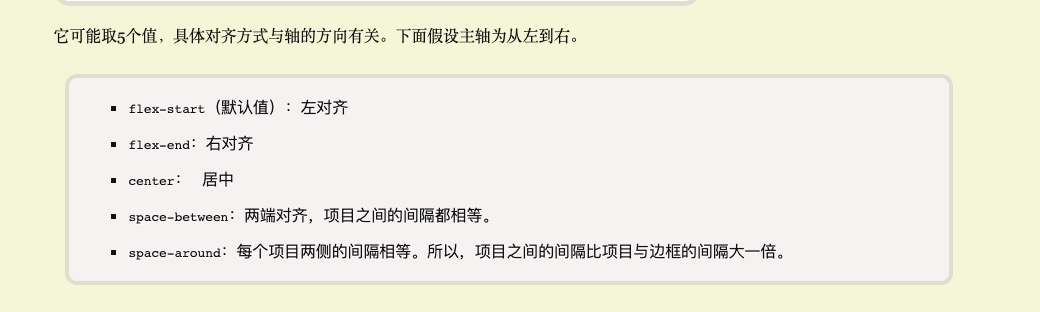 它可能取5个值，具体对齐方式与轴的方向有关。下面假设主轴为从左到右。
flex-start（默认值）：左对齐
flex-end：右对齐
center： 居中
space-between：两端对齐，项目之间的间隔都相等。
space-around：每个项目两侧的间隔相等。所以，项目之间的间隔比项目与边框的间隔大一倍。